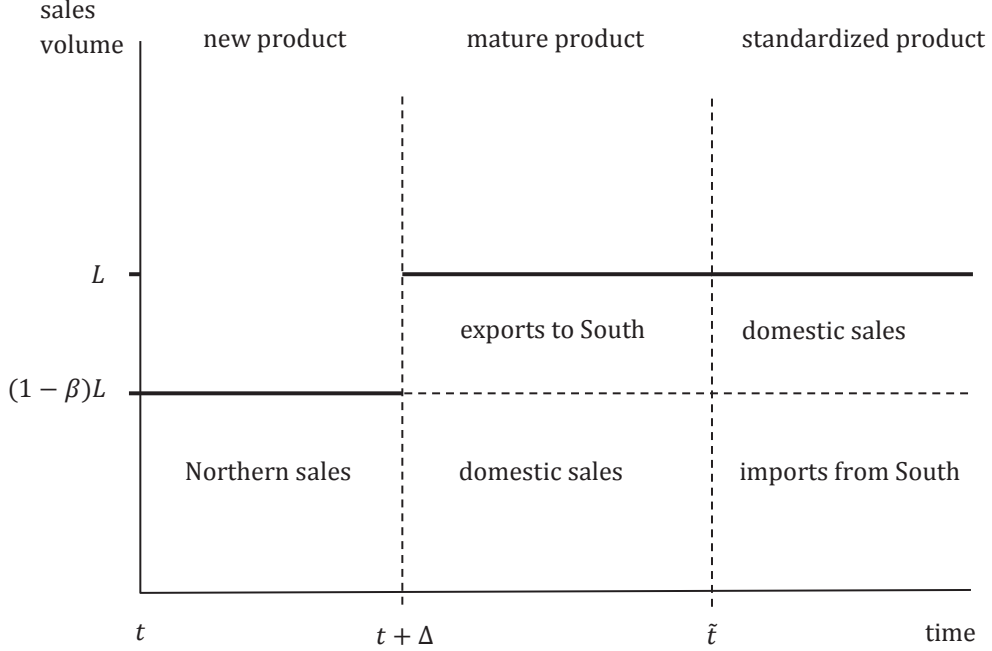 sales
volume
new product
mature product
standardized product
L
exports to South
domestic sales
(1 − β)L
Northern sales
domestic sales
imports from South
t
t + Δ
t̃
time